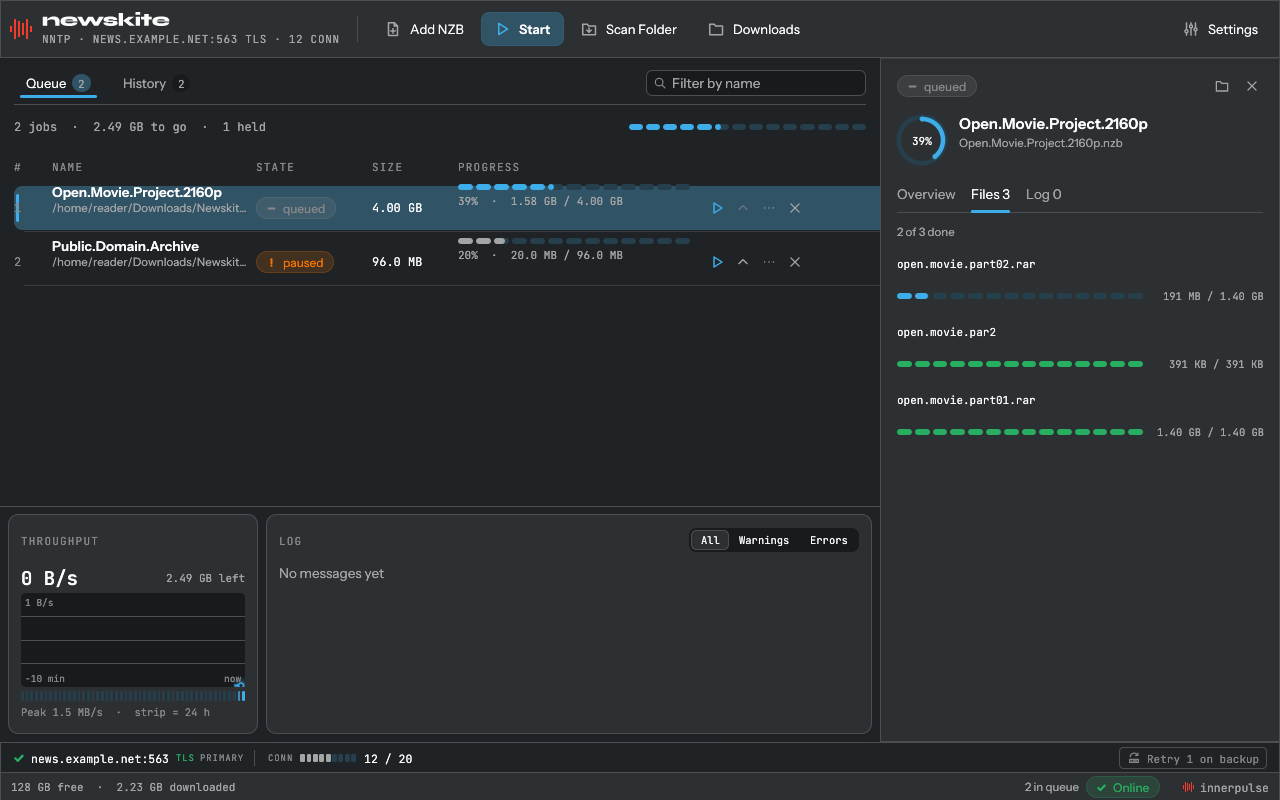 newskite
NNTP · NEWS.EXAMPLE.NET:563 TLS · 12 CONN
Add NZB
Start
Scan Folder
Downloads
Settings
Queue 2
History 2
Filter by name
2 jobs · 2.49 GB to go · 1 held
# NAME STATE SIZE PROGRESS
1
Open.Movie.Project.2160p
/home/reader/Downloads/Newskit…
queued
4.00 GB
39% · 1.58 GB / 4.00 GB
2
Public.Domain.Archive
/home/reader/Downloads/Newskit…
paused
96.0 MB
20% · 20.0 MB / 96.0 MB
queued
39%
Open.Movie.Project.2160p
Open.Movie.Project.2160p.nzb
Overview Files 3 Log 0
2 of 3 done
open.movie.part02.rar
191 MB / 1.40 GB
open.movie.par2
391 KB / 391 KB
open.movie.part01.rar
1.40 GB / 1.40 GB
THROUGHPUT
0 B/s
2.49 GB left
1 B/s
-10 min
now
Peak 1.5 MB/s · strip = 24 h
LOG
All Warnings Errors
No messages yet
news.example.net:563 TLS PRIMARY
CONN 12 / 20
Retry 1 on backup
128 GB free · 2.23 GB downloaded
2 in queue
Online
innerpulse